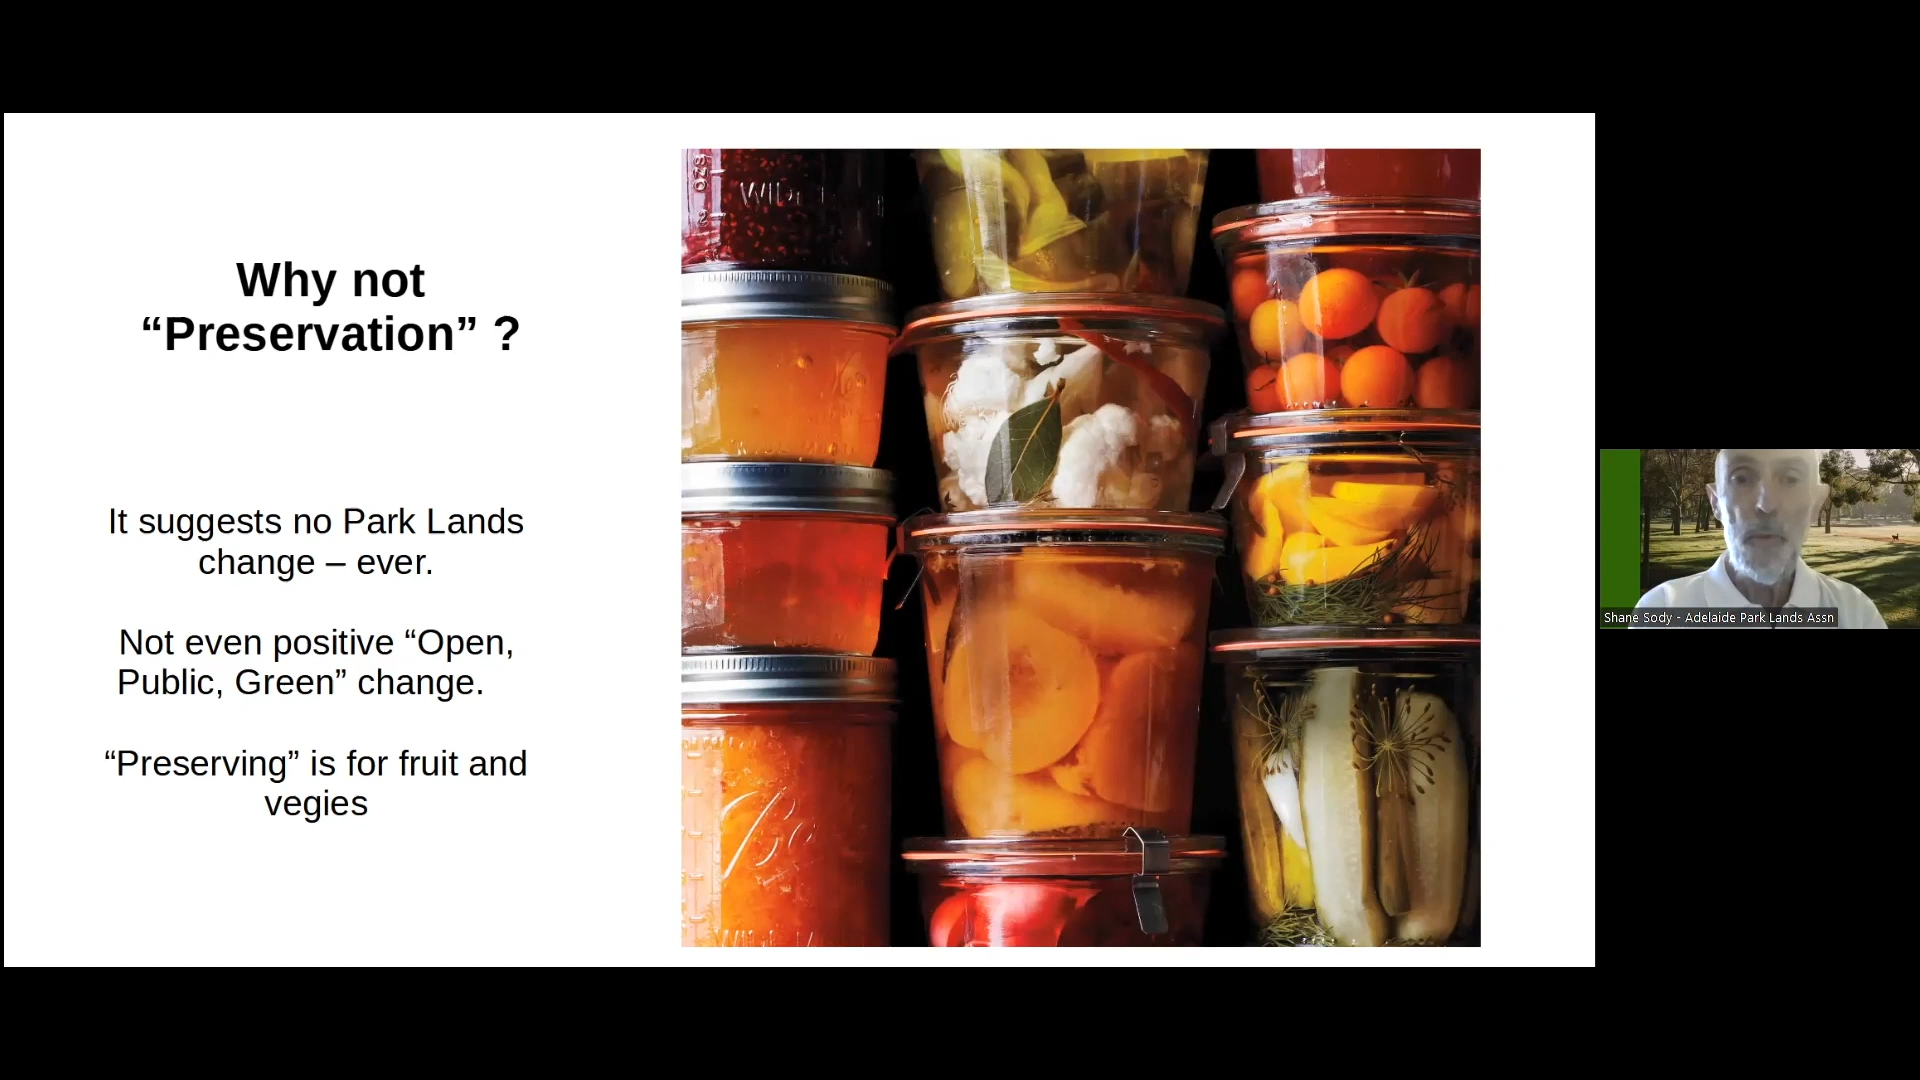 Why not
“Preservation” ?
It suggests no Park Lands
change – ever.
Not even positive “Open,
Public, Green” change.
“Preserving” is for fruit and
vegies
Shane Sody - Adelaide Park Lands Assn